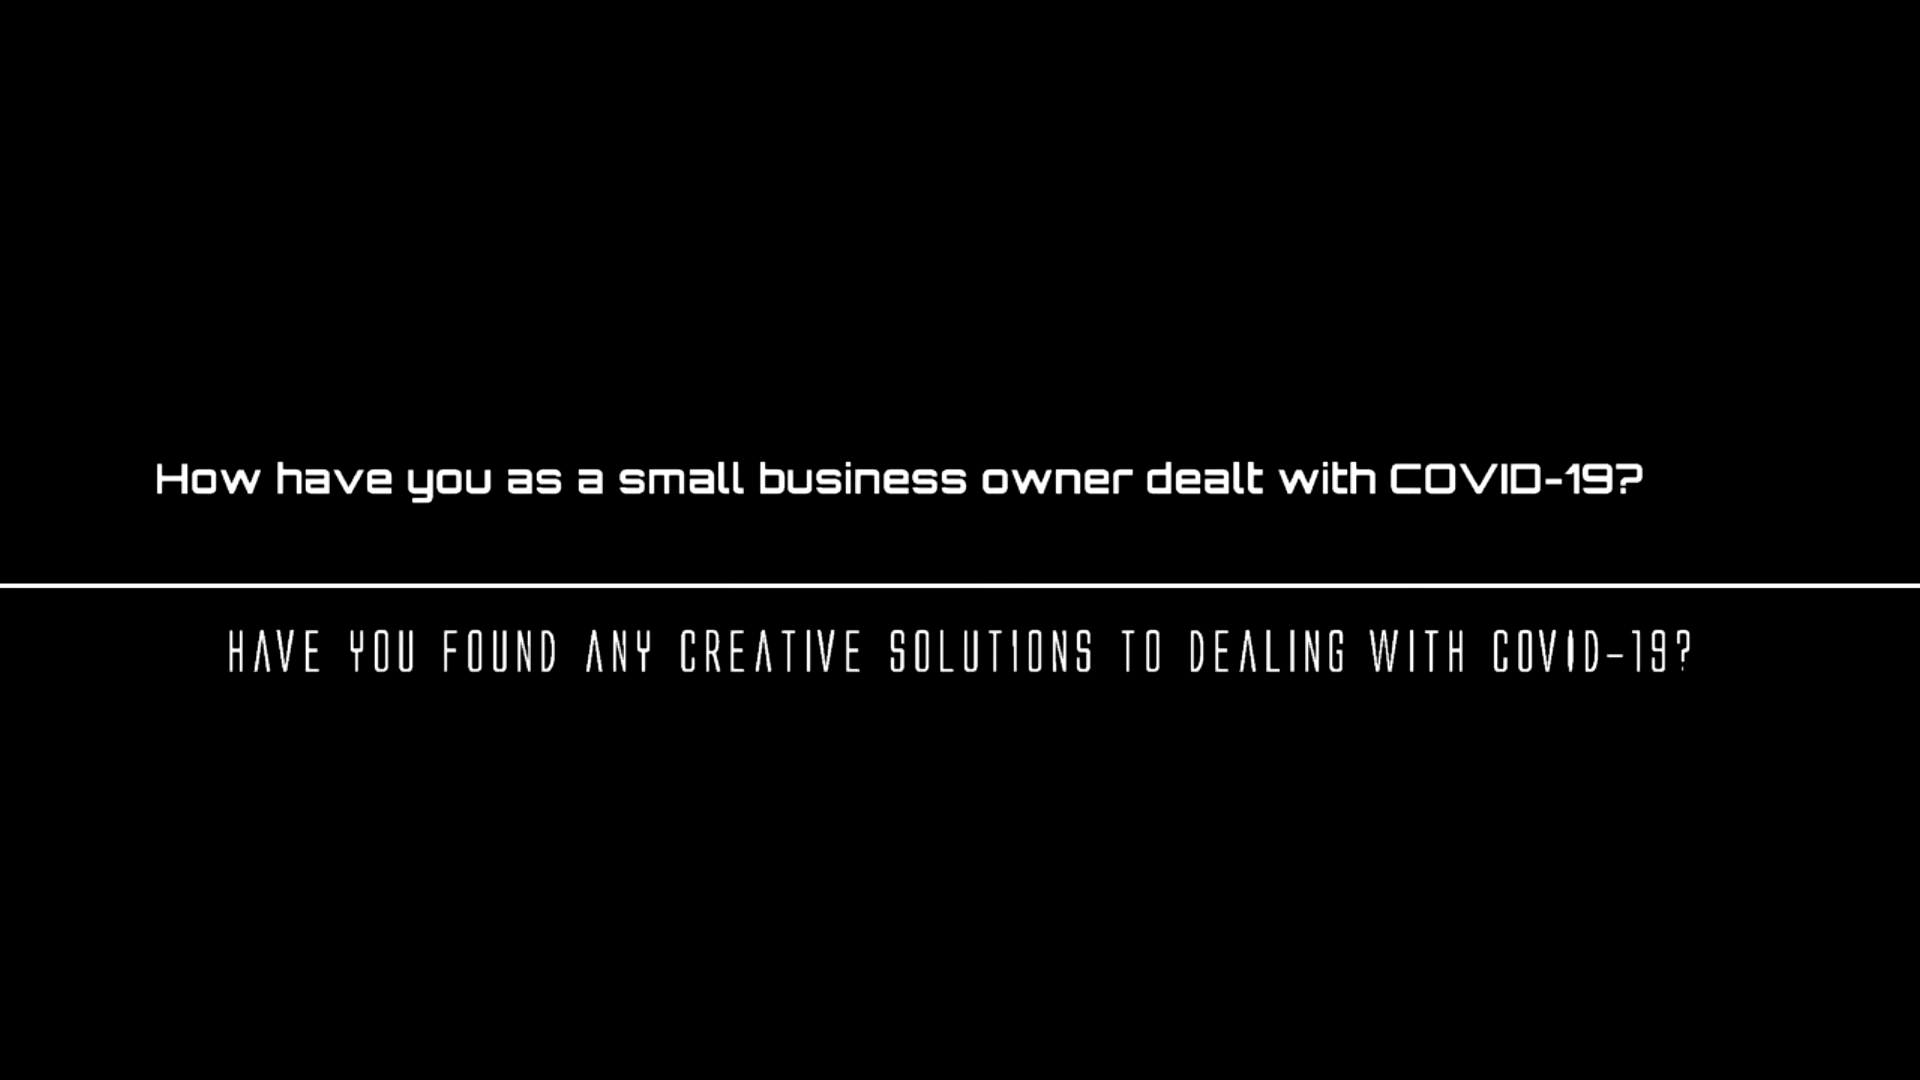 How have you as a small business owner dealt with COVID-19?
HAVE YOU FOUND ANY CREATIVE SOLUTIONS TO DEALING WITH COVID-19?